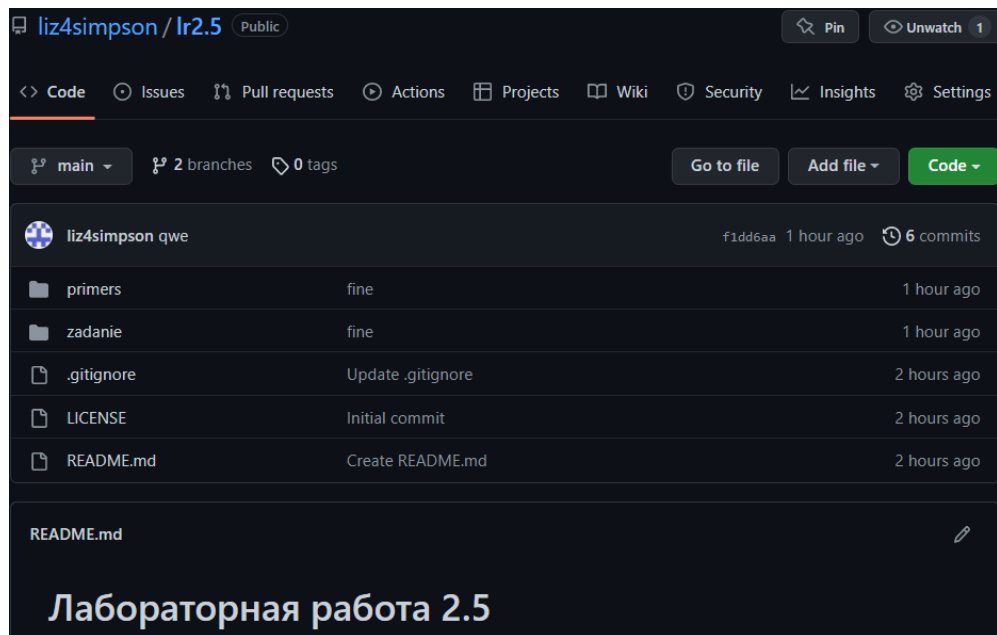 liz4simpson / lr2.5 Public Pin Unwatch 1
Code Issues Pull requests Actions Projects Wiki Security Insights Settings
main 2 branches 0 tags Go to file Add file Code
liz4simpson qwe f1dd6aa 1 hour ago 6 commits
primers fine 1 hour ago
zadanie fine 1 hour ago
.gitignore Update .gitignore 2 hours ago
LICENSE Initial commit 2 hours ago
README.md Create README.md 2 hours ago
README.md
Лабораторная работа 2.5